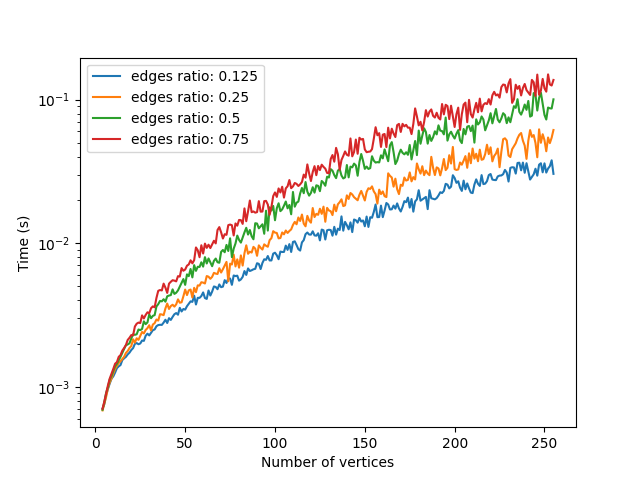 edges ratio: 0.125
edges ratio: 0.25
edges ratio: 0.5
edges ratio: 0.75
Time (s)
10⁻¹
10⁻²
10⁻³
0 50 100 150 200 250
Number of vertices